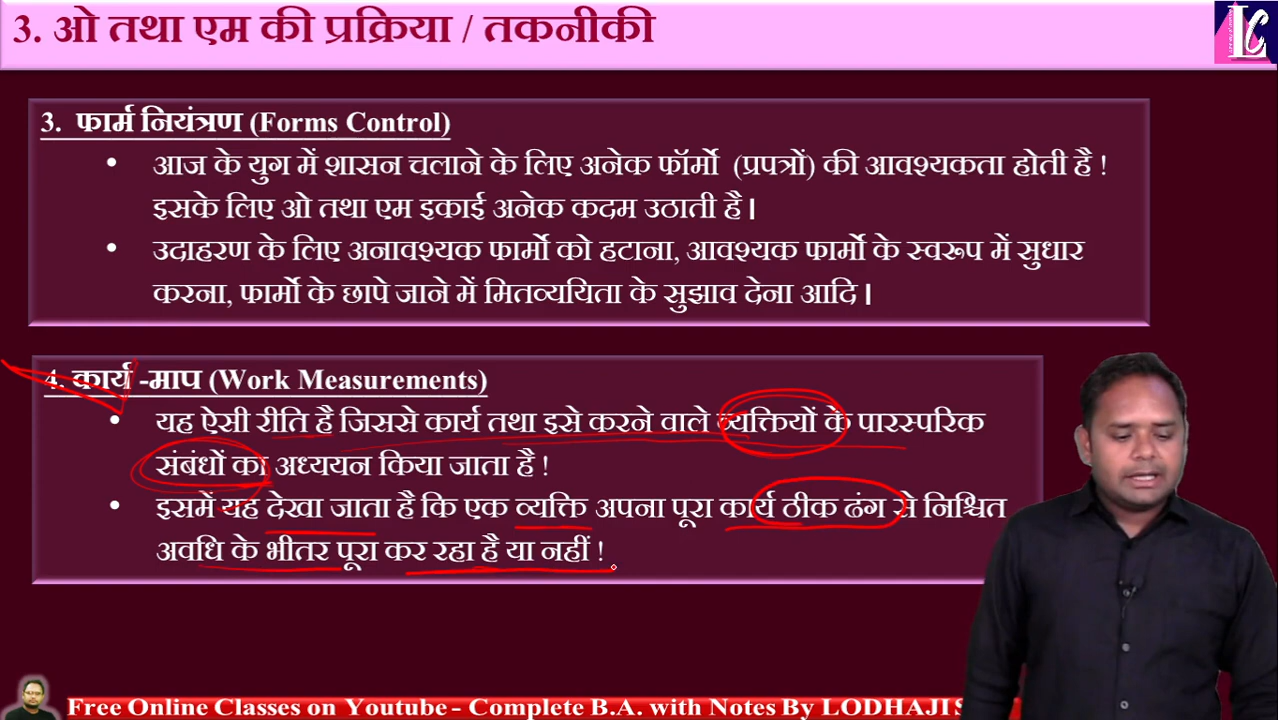 3. ओ तथा एम की प्रक्रिया / तकनीकी
LC
3. फार्म नियंत्रण (Forms Control)
• आज के युग में शासन चलाने के लिए अनेक फॉर्मो (प्रपत्रों) की आवश्यकता होती है !
इसके लिए ओ तथा एम इकाई अनेक कदम उठाती है।
• उदाहरण के लिए अनावश्यक फार्मो को हटाना, आवश्यक फार्मो के स्वरूप में सुधार
करना, फार्मो के छापे जाने में मितव्ययिता के सुझाव देना आदि।
4. कार्य -माप (Work Measurements)
• यह ऐसी रीति है जिससे कार्य तथा इसे करने वाले व्यक्तियों के पारस्परिक
संबंधों का अध्ययन किया जाता है !
• इसमें यह देखा जाता है कि एक व्यक्ति अपना पूरा कार्य ठीक ढंग से निश्चित
अवधि के भीतर पूरा कर रहा है या नहीं !
Free Online Classes on Youtube - Complete B.A. with Notes By LODHAJI S